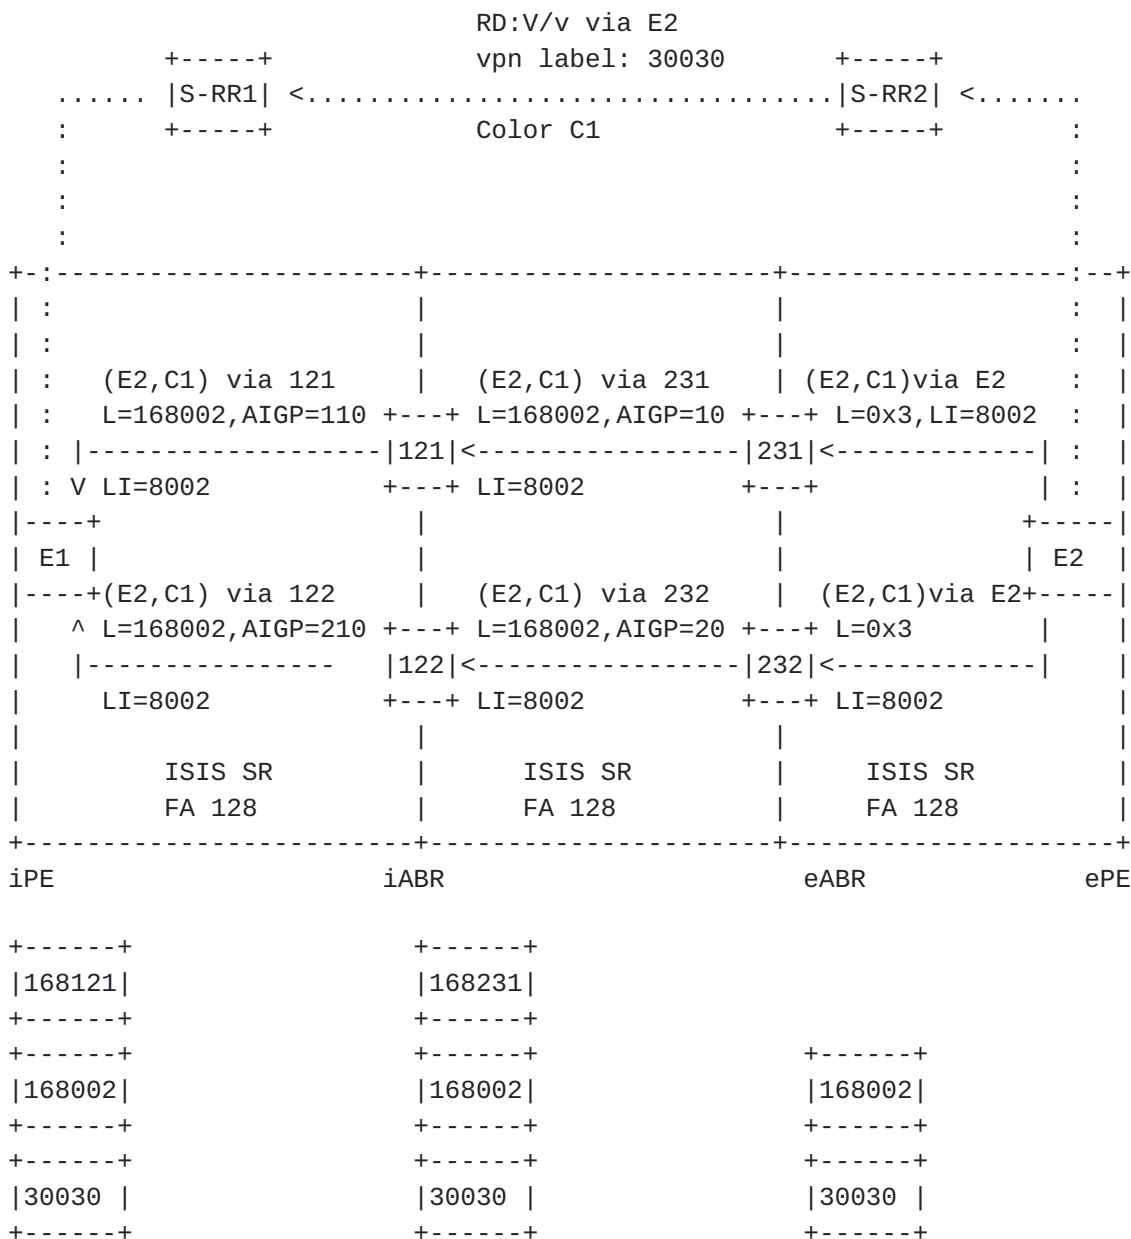 RD:V/v via E2
          +-----+             vpn label: 30030       +-----+
   ...... |S-RR1| <..................................|S-RR2| <.......
   :      +-----+             Color C1               +-----+        :
   :                                                                :
   :                                                                :
   :                                                                :
+-:-----------------------+----------------------+------------------:--+
| :                       |                      |                  :  |
| :                       |                      |                  :  |
| :   (E2,C1) via 121     |   (E2,C1) via 231    | (E2,C1)via E2    :  |
| :   L=168002,AIGP=110 +---+ L=168002,AIGP=10 +---+ L=0x3,LI=8002  :  |
| : |-------------------|121|<-----------------|231|<-------------| :  |
| : V LI=8002           +---+ LI=8002          +---+              | :  |
|----+                    |                      |               +-----|
| E1 |                    |                      |               | E2  |
|----+(E2,C1) via 122     |   (E2,C1) via 232    |  (E2,C1)via E2+-----|
|   ^ L=168002,AIGP=210 +---+ L=168002,AIGP=20 +---+ L=0x3        |    |
|   |----------------   |122|<-----------------|232|<-------------|    |
|     LI=8002           +---+ LI=8002          +---+ LI=8002           |
|                         |                      |                     |
|         ISIS SR         |      ISIS SR         |     ISIS SR         |
|         FA 128          |      FA 128          |     FA 128          |
+-------------------------+----------------------+---------------------+
iPE                     iABR                       eABR              ePE

+------+                  +------+
|168121|                  |168231|
+------+                  +------+
+------+                  +------+                 +------+
|168002|                  |168002|                 |168002|
+------+                  +------+                 +------+
+------+                  +------+                 +------+
|30030 |                  |30030 |                 |30030 |
+------+                  +------+                 +------+